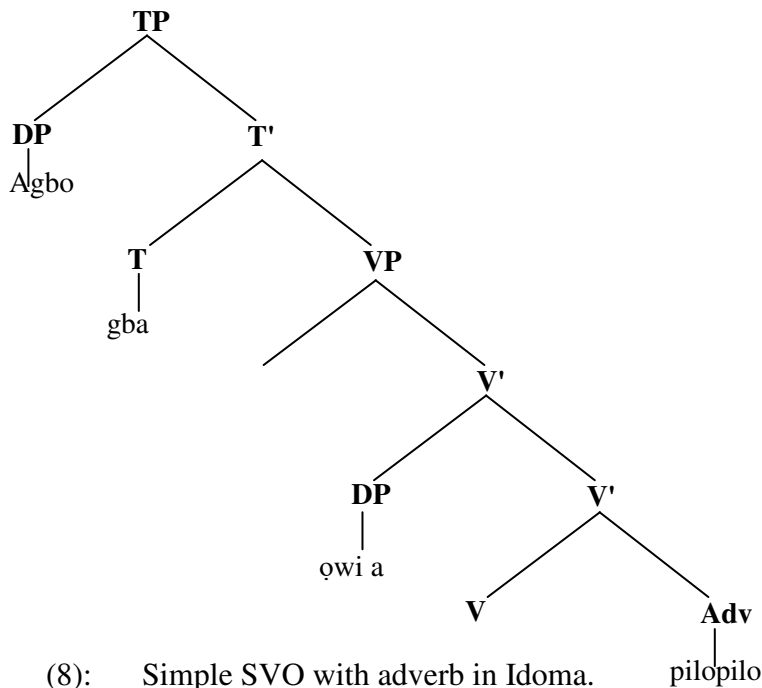 TP
DP T'
Agbo
T VP
gba
V'
DP V'
ọwi a
V Adv
(8): Simple SVO with adverb in Idoma. pilopilo